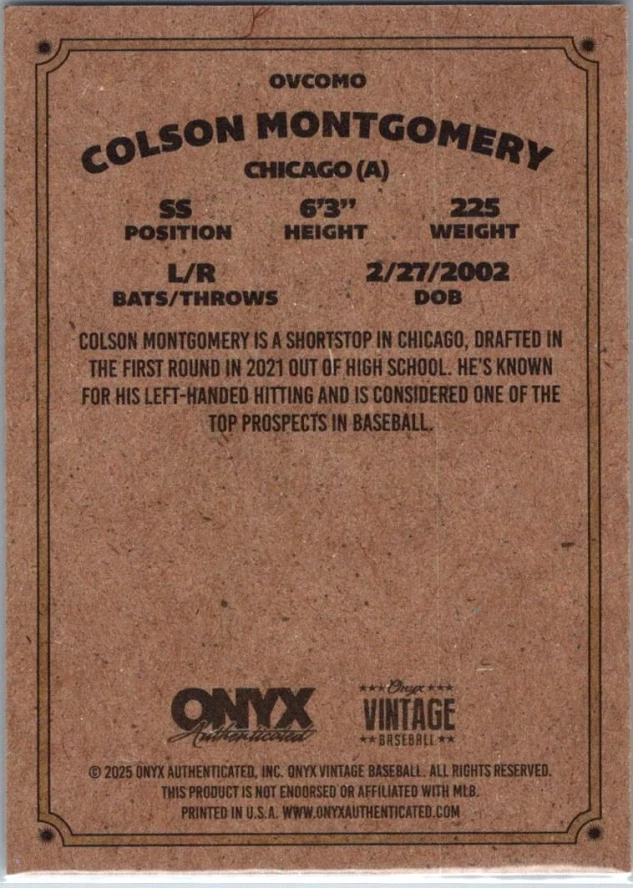 OVCOMO
COLSON MONTGOMERY
CHICAGO (A)
SS 6'3" 225
POSITION HEIGHT WEIGHT
L/R 2/27/2002
BATS/THROWS DOB
COLSON MONTGOMERY IS A SHORTSTOP IN CHICAGO, DRAFTED IN
THE FIRST ROUND IN 2021 OUT OF HIGH SCHOOL. HE'S KNOWN
FOR HIS LEFT-HANDED HITTING AND IS CONSIDERED ONE OF THE
TOP PROSPECTS IN BASEBALL.
ONYX
Authenticated
Onyx
VINTAGE
BASEBALL
© 2025 ONYX AUTHENTICATED, INC. ONYX VINTAGE BASEBALL. ALL RIGHTS RESERVED.
THIS PRODUCT IS NOT ENDORSED OR AFFILIATED WITH MLB.
PRINTED IN U.S.A. WWW.ONYXAUTHENTICATED.COM